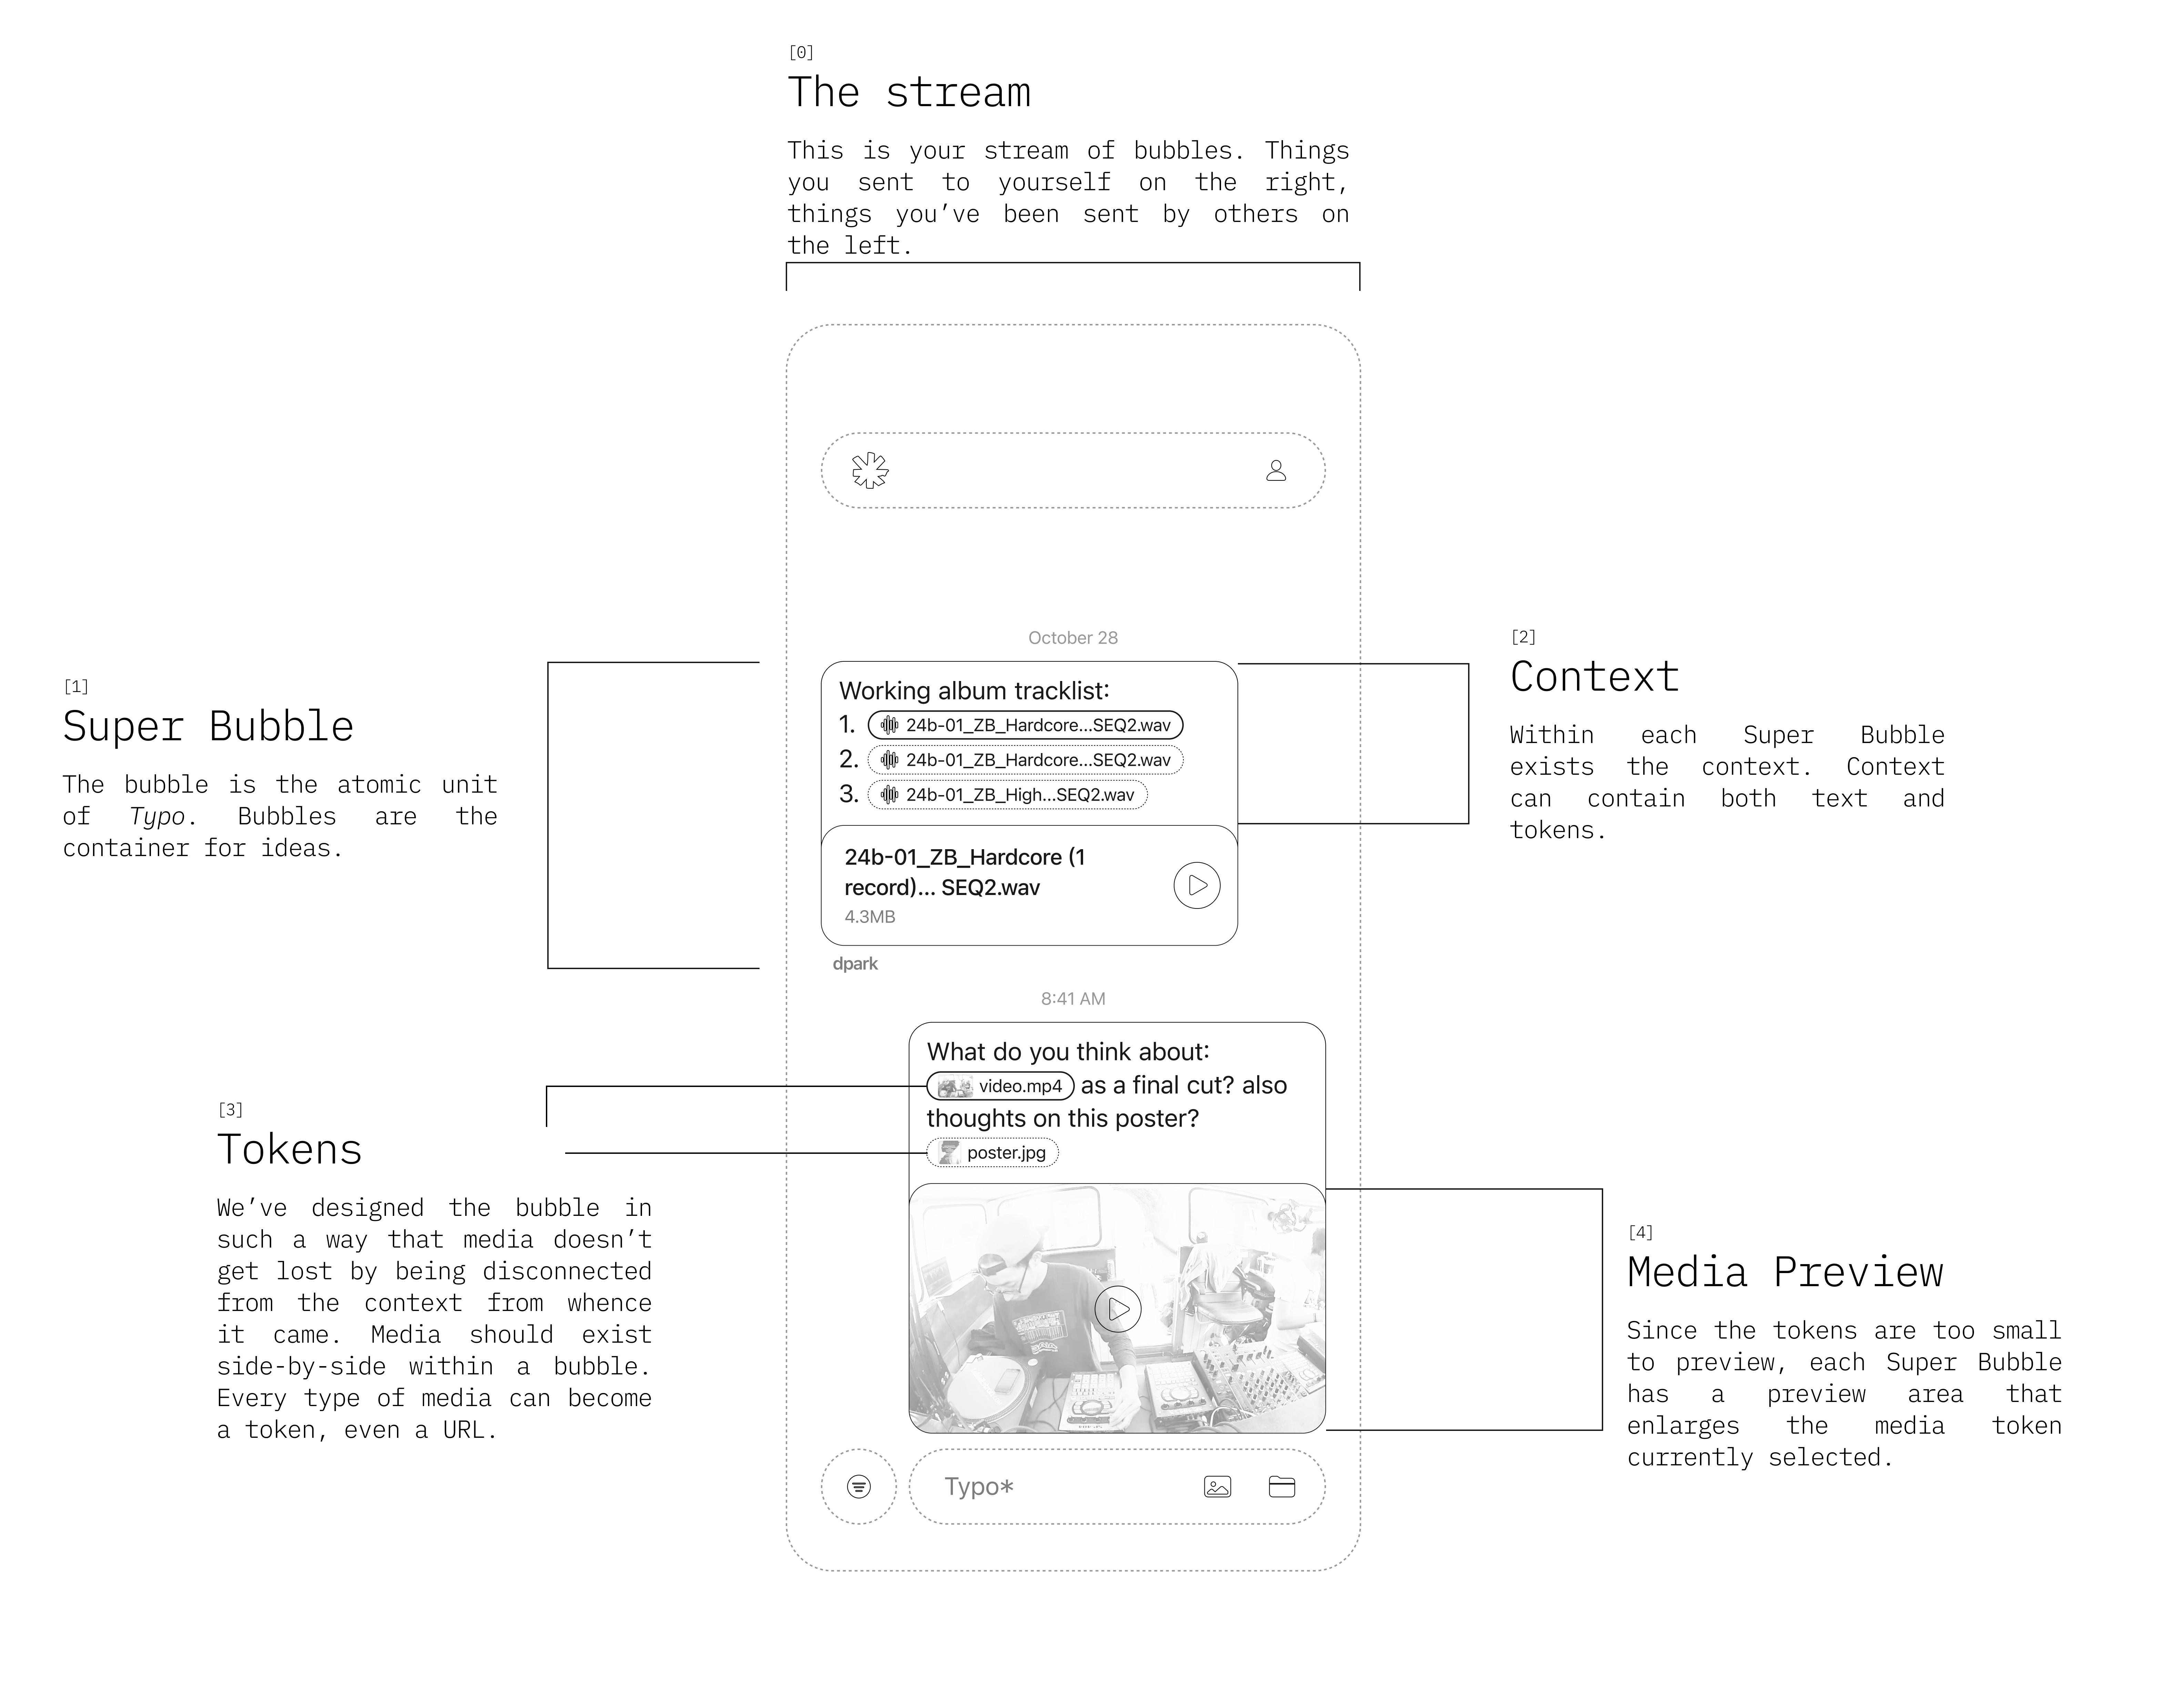 [0]
The stream
This is your stream of bubbles. Things
you sent to yourself on the right,
things you’ve been sent by others on
the left.
October 28
Working album tracklist:
1. 24b-01_ZB_Hardcore...SEQ2.wav
2. 24b-01_ZB_Hardcore...SEQ2.wav
3. 24b-01_ZB_High...SEQ2.wav
24b-01_ZB_Hardcore (1
record)... SEQ2.wav
4.3MB
dpark
8:41 AM
What do you think about:
video.mp4 as a final cut? also
thoughts on this poster?
poster.jpg
Typo*
[1]
Super Bubble
The bubble is the atomic unit
of Typo. Bubbles are the
container for ideas.
[2]
Context
Within each Super Bubble
exists the context. Context
can contain both text and
tokens.
[3]
Tokens
We’ve designed the bubble in
such a way that media doesn’t
get lost by being disconnected
from the context from whence
it came. Media should exist
side-by-side within a bubble.
Every type of media can become
a token, even a URL.
[4]
Media Preview
Since the tokens are too small
to preview, each Super Bubble
has a preview area that
enlarges the media token
currently selected.